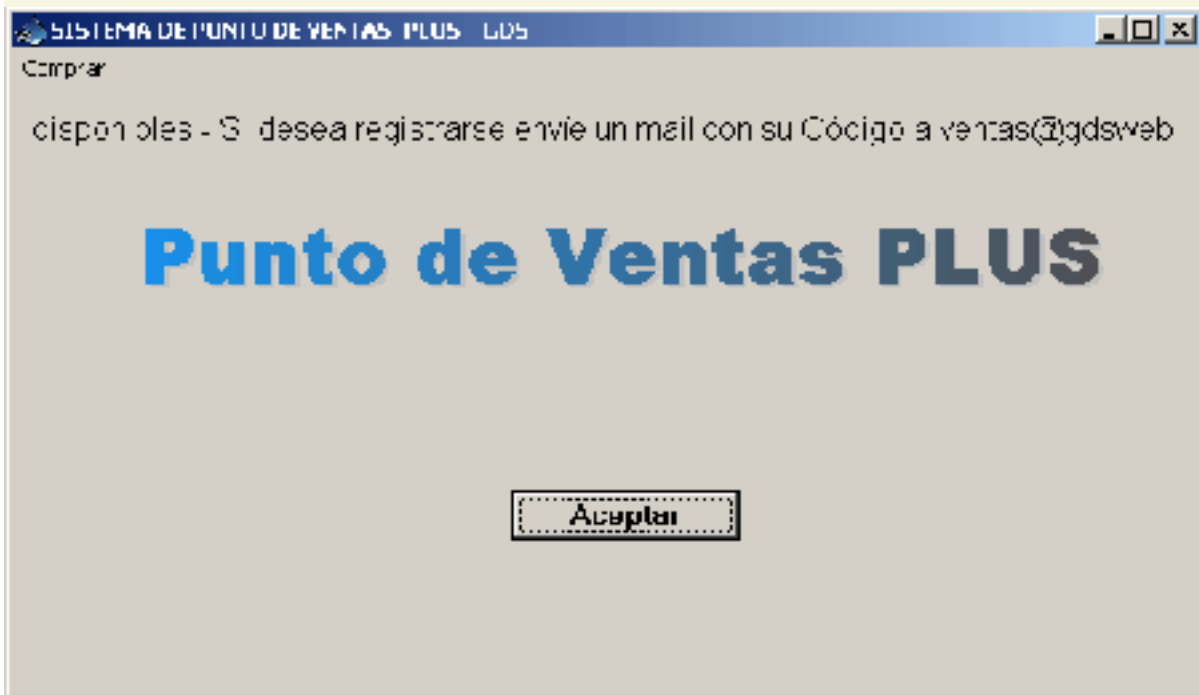 SISTEMA DE PUNTO DE VENTAS PLUS GDS
Comprar
disponibles - Si desea registrarse envíe un mail con su Código a ventas@gdsweb
Punto de Ventas PLUS
Aceptar